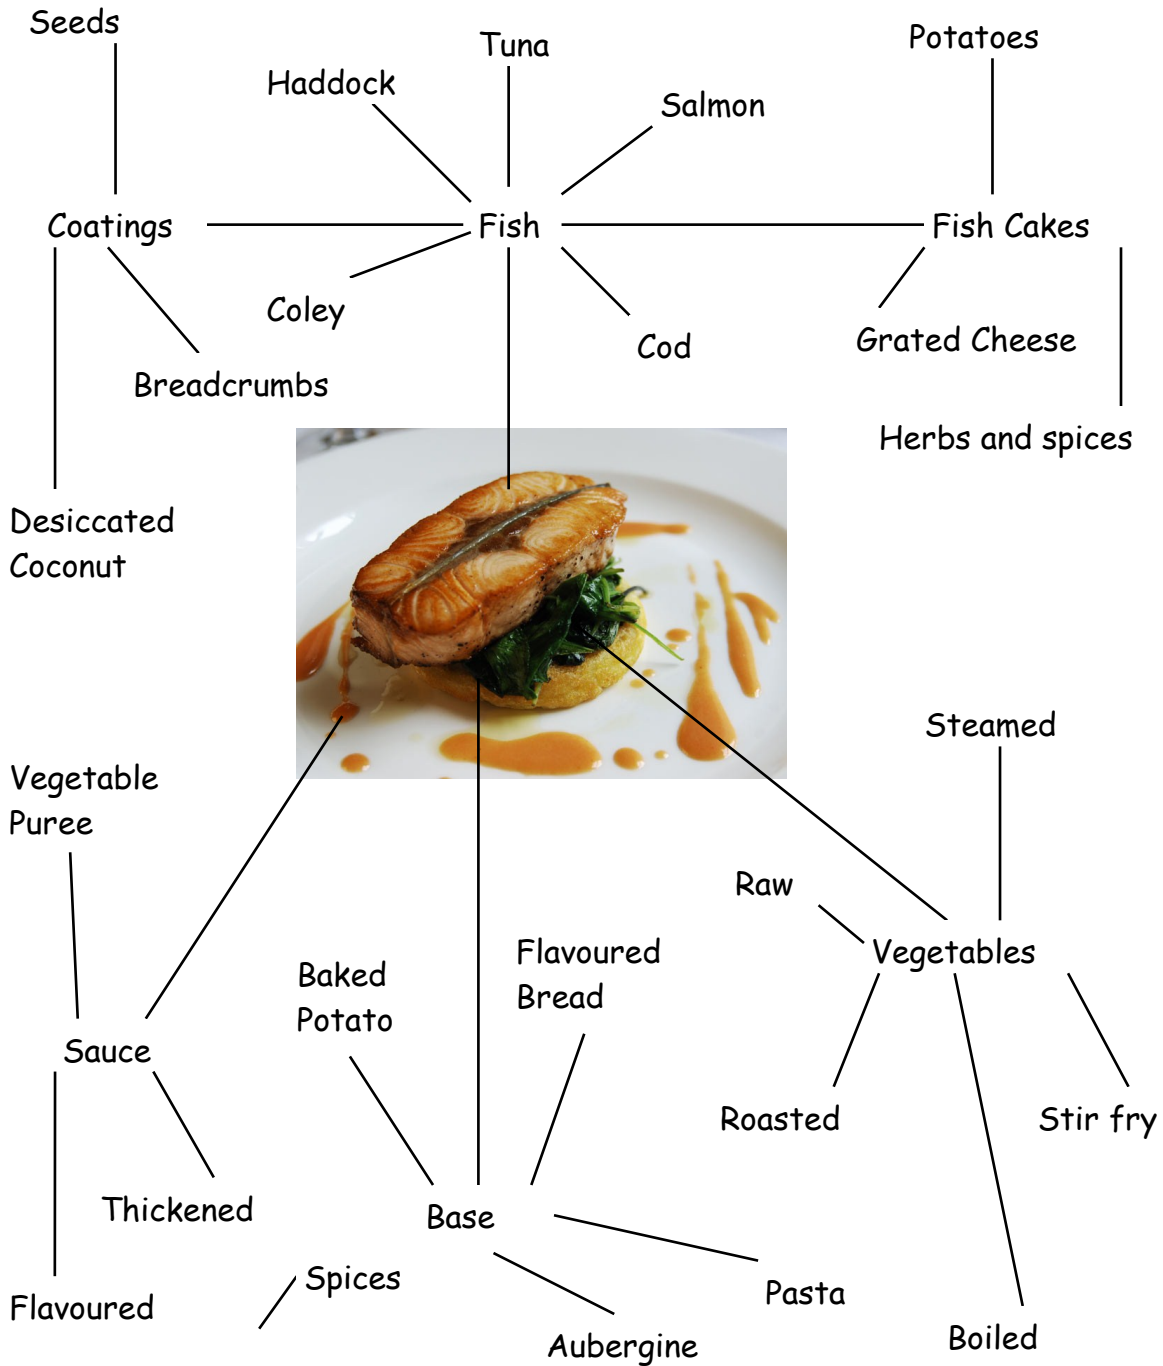 Seeds
Tuna
Potatoes
Haddock
Salmon
Coatings
Fish
Fish Cakes
Coley
Cod
Grated Cheese
Breadcrumbs
Herbs and spices
Desiccated
Coconut
Steamed
Vegetable
Puree
Raw
Flavoured
Bread
Vegetables
Baked
Potato
Sauce
Roasted
Stir fry
Thickened
Base
Spices
Pasta
Flavoured
Boiled
Aubergine